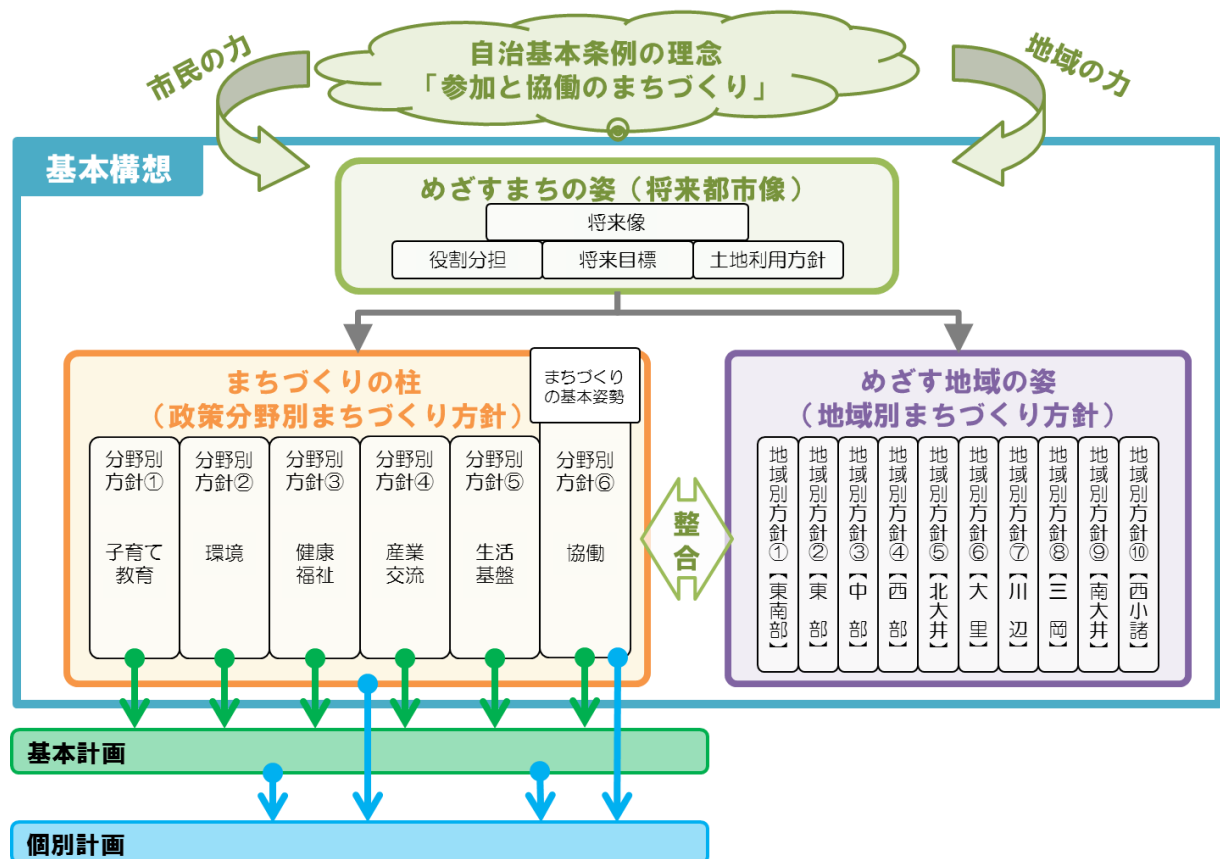 市民の力
自治基本条例の理念
「参加と協働のまちづくり」
地域の力
基本構想
めざすまちの姿（将来都市像）
将来像
役割分担
将来目標
土地利用方針
まちづくりの柱
（政策分野別まちづくり方針）
まちづくり
の基本姿勢
分野別
方針①
子育て
教育
分野別
方針②
環境
分野別
方針③
健康
福祉
分野別
方針④
産業
交流
分野別
方針⑤
生活
基盤
分野別
方針⑥
協働
整合
めざす地域の姿
（地域別まちづくり方針）
地域別方針①【東南部】
地域別方針②【東　部】
地域別方針③【中　部】
地域別方針④【西　部】
地域別方針⑤【北大井】
地域別方針⑥【大　里】
地域別方針⑦【川　辺】
地域別方針⑧【三　岡】
地域別方針⑨【南大井】
地域別方針⑩【西小諸】
基本計画
個別計画